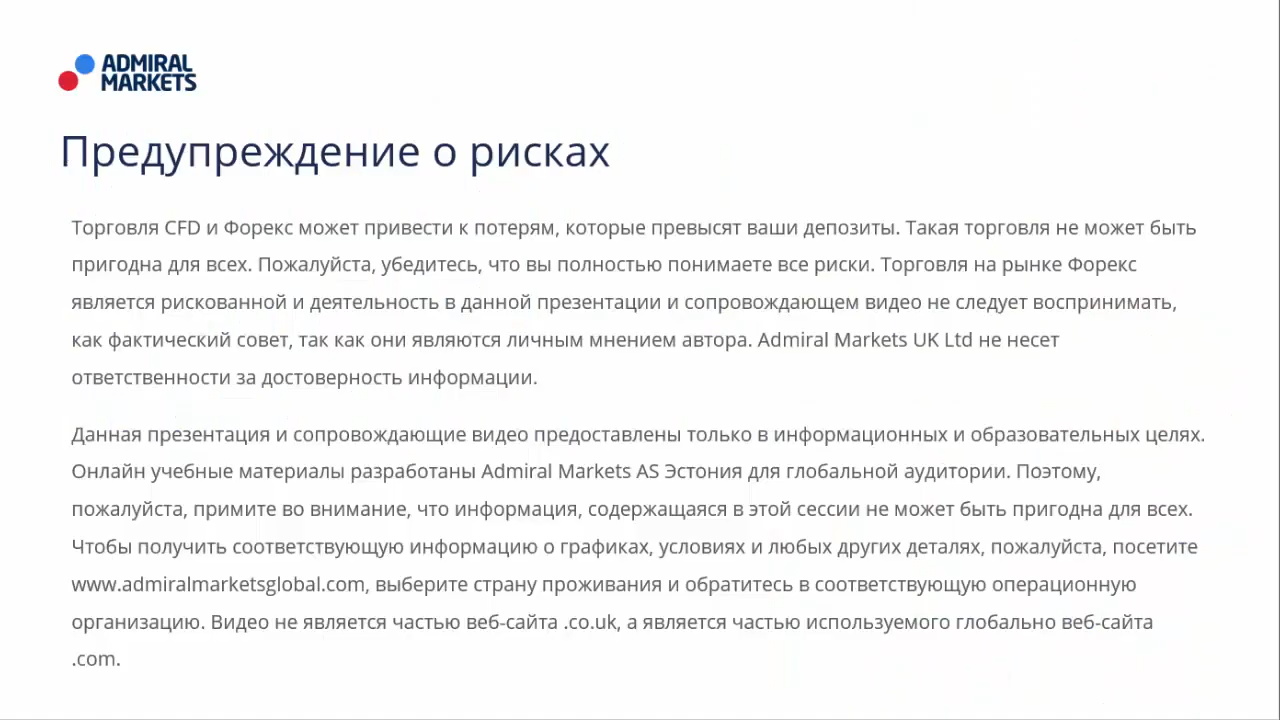 ADMIRAL
MARKETS
Предупреждение о рисках
Торговля CFD и Форекс может привести к потерям, которые превысят ваши депозиты. Такая торговля не может быть
пригодна для всех. Пожалуйста, убедитесь, что вы полностью понимаете все риски. Торговля на рынке Форекс
является рискованной и деятельность в данной презентации и сопровождающем видео не следует воспринимать,
как фактический совет, так как они являются личным мнением автора. Admiral Markets UK Ltd не несет
ответственности за достоверность информации.
Данная презентация и сопровождающие видео предоставлены только в информационных и образовательных целях.
Онлайн учебные материалы разработаны Admiral Markets AS Эстония для глобальной аудитории. Поэтому,
пожалуйста, примите во внимание, что информация, содержащаяся в этой сессии не может быть пригодна для всех.
Чтобы получить соответствующую информацию о графиках, условиях и любых других деталях, пожалуйста, посетите
www.admiralmarketsglobal.com, выберите страну проживания и обратитесь в соответствующую операционную
организацию. Видео не является частью веб-сайта .co.uk, а является частью используемого глобально веб-сайта
.com.